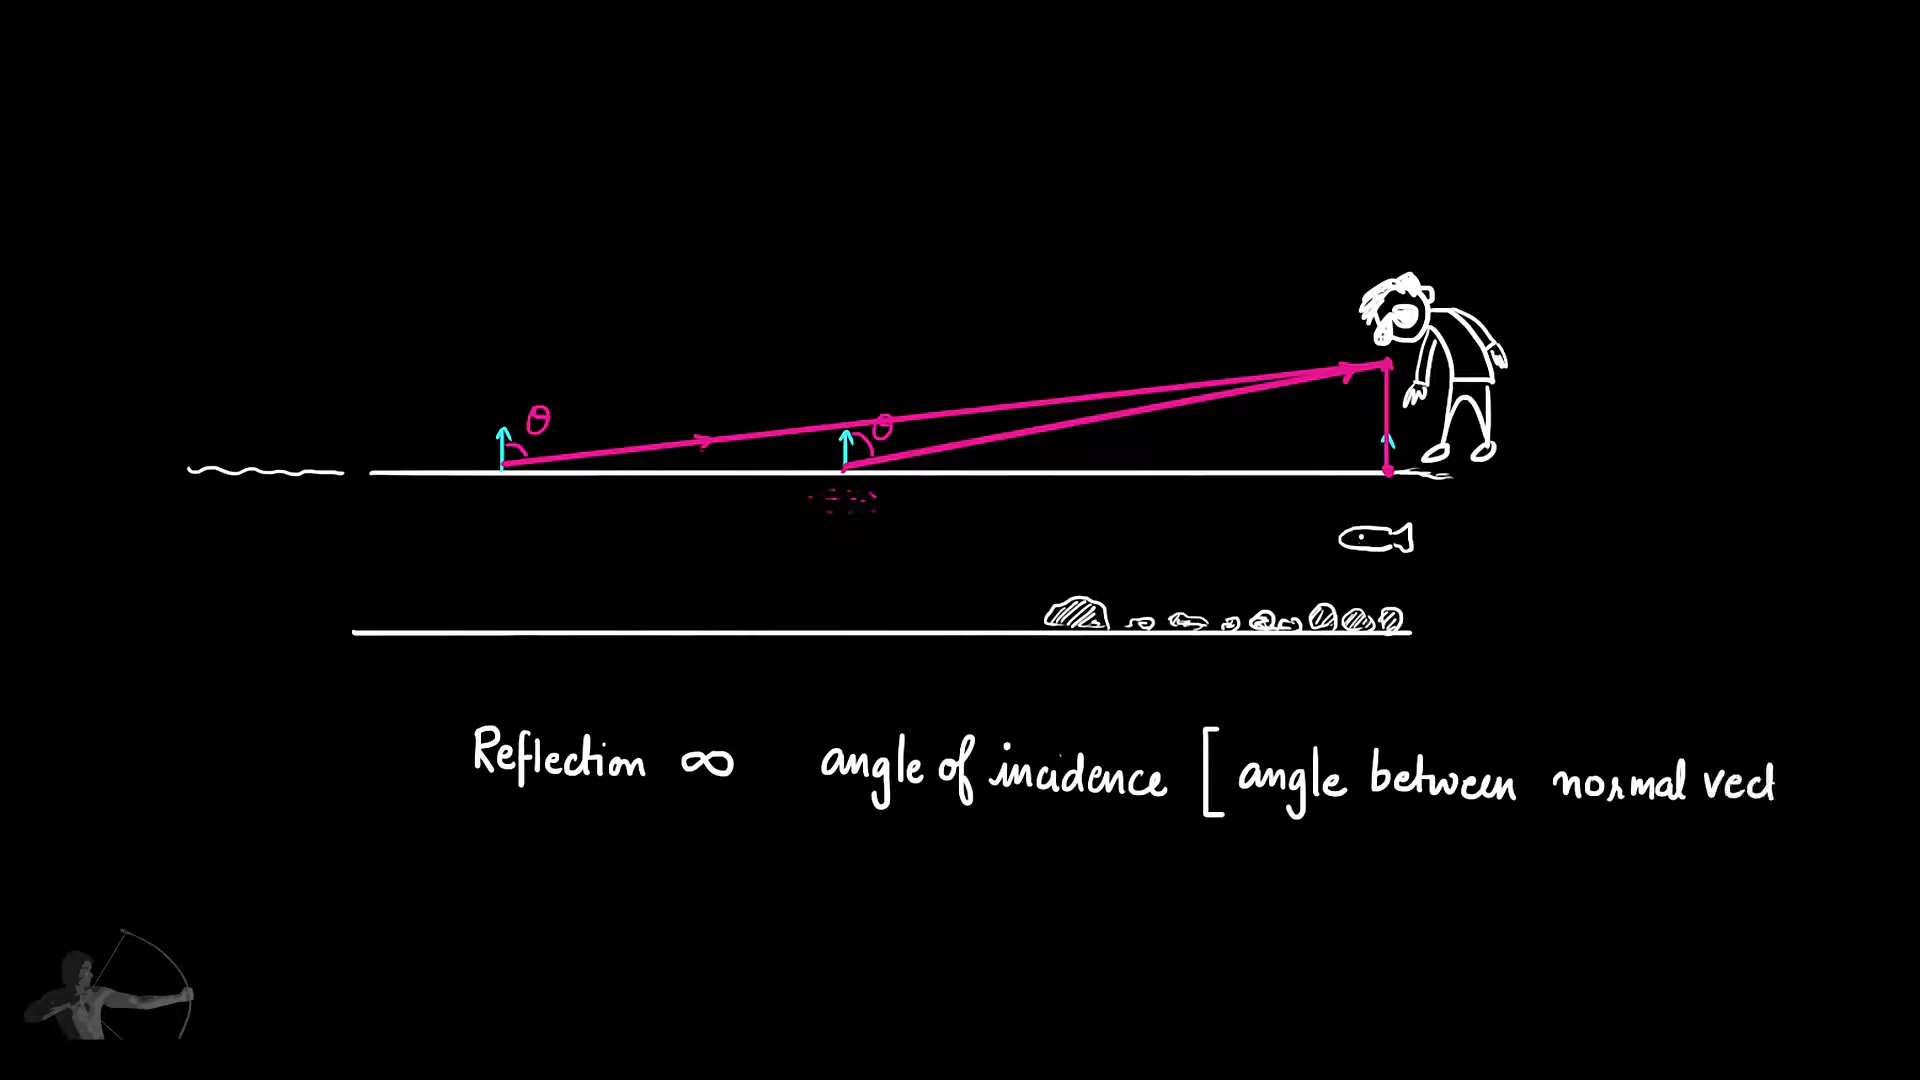 θ
θ
Reflection ∝ angle of incidence [ angle between normal vect